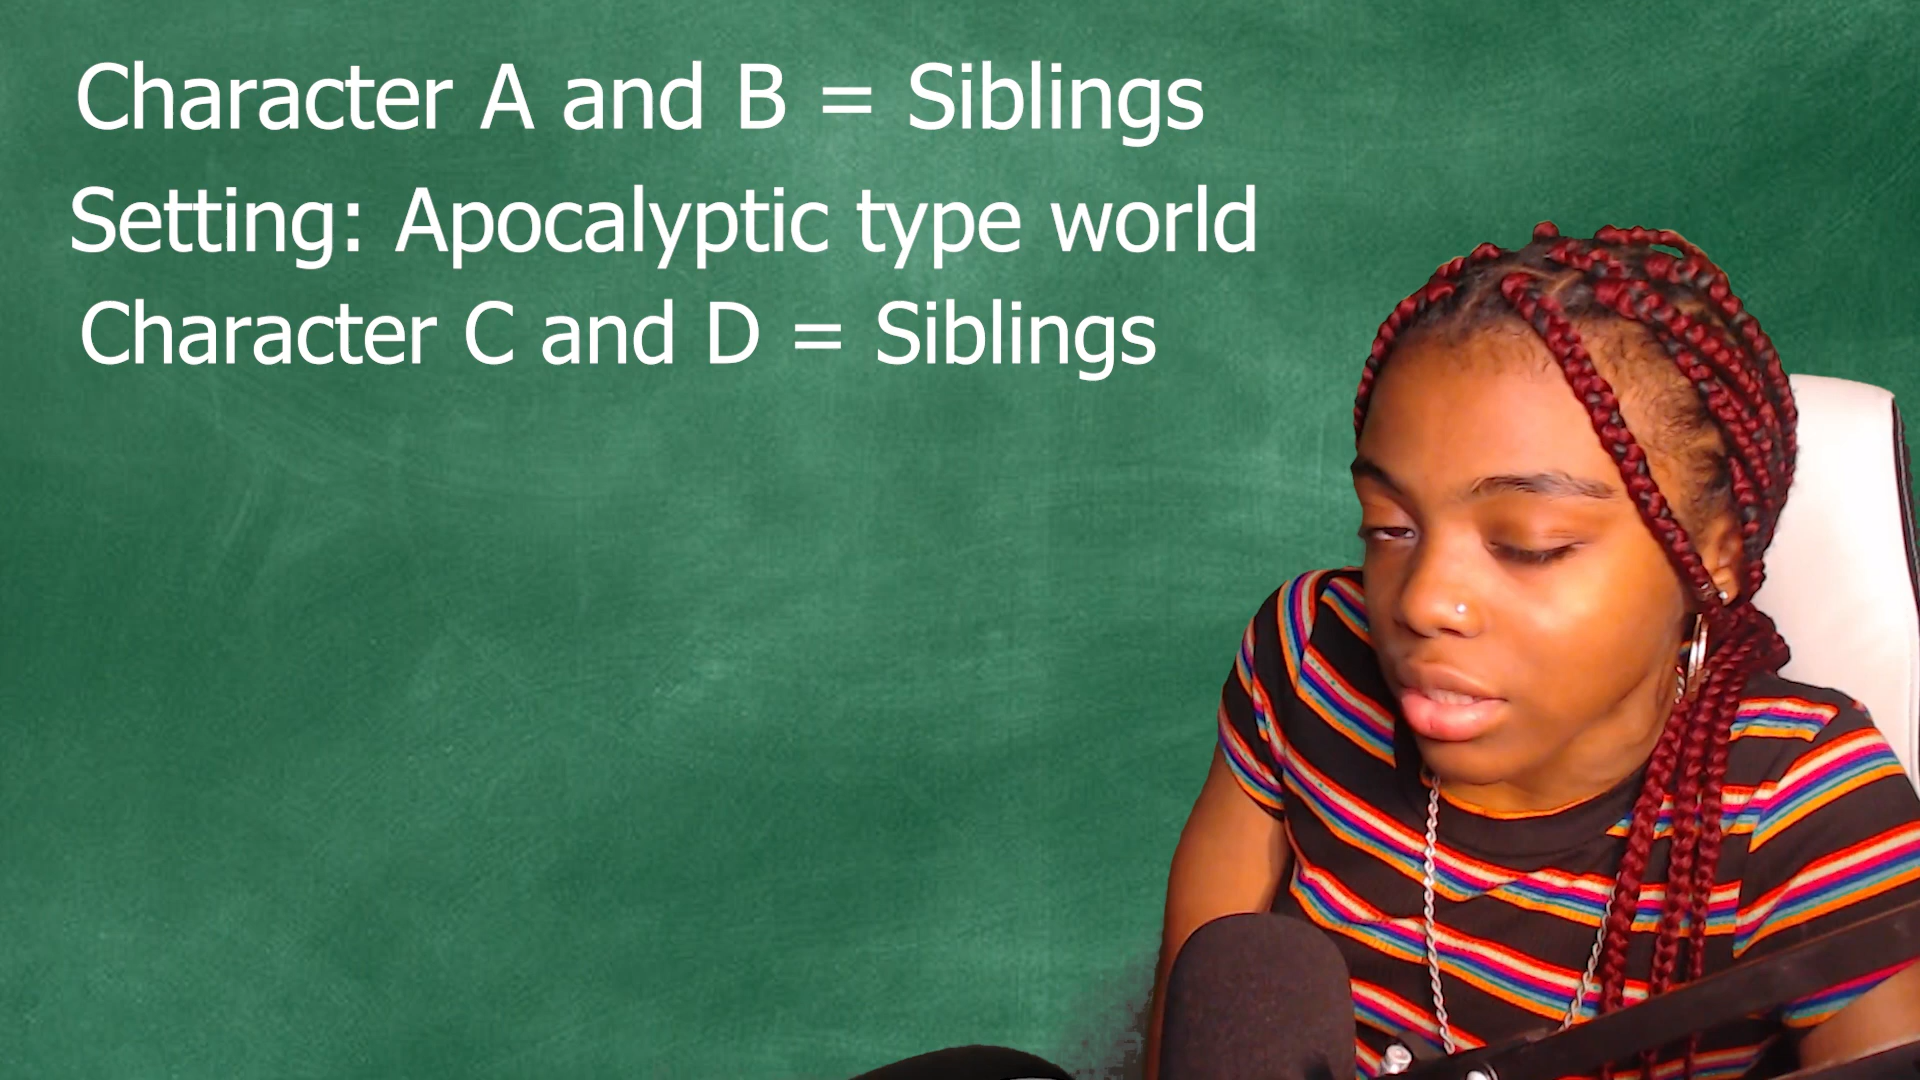 Character A and B = Siblings
Setting: Apocalyptic type world
Character C and D = Siblings